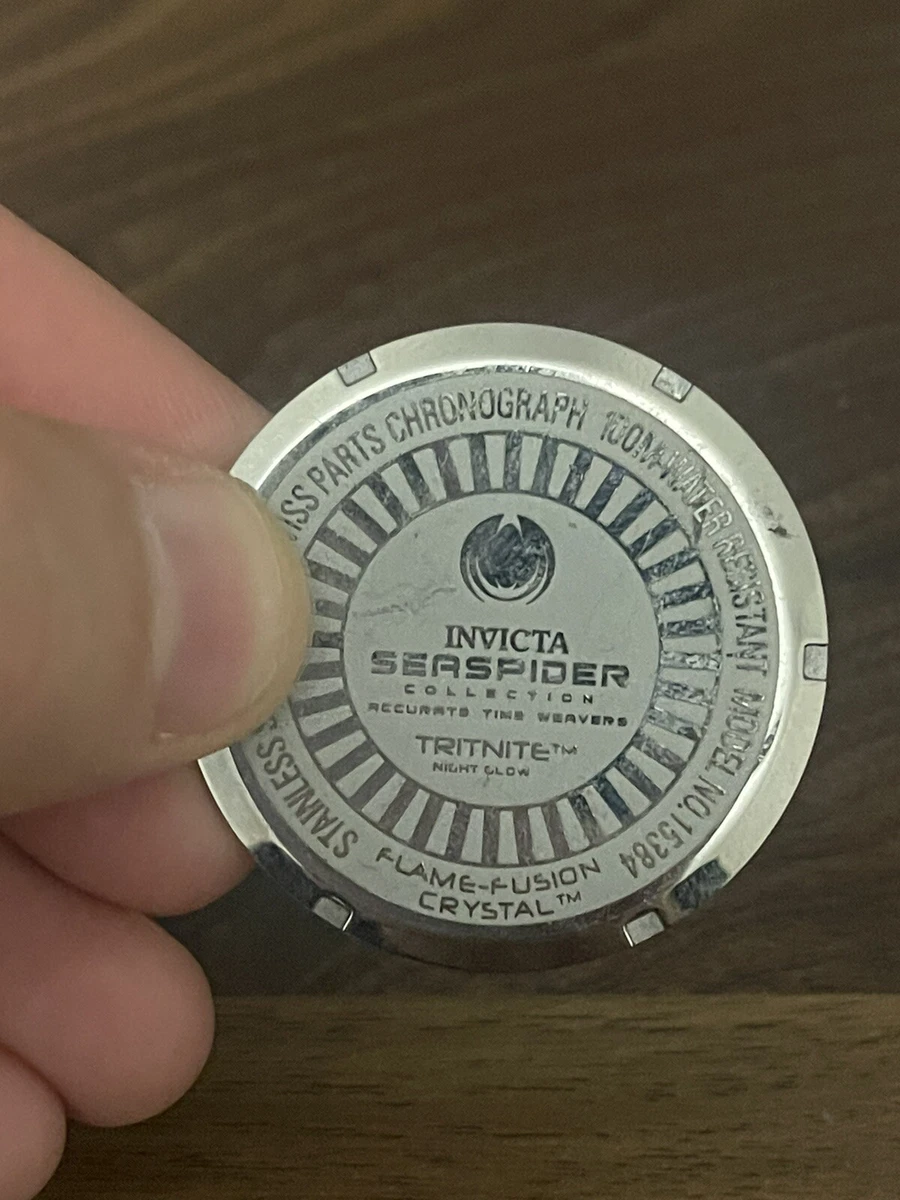 PARTS CHRONOGRAPH 100M WATER RESISTANT MODEL NO.15384
INVICTA
SEASPIDER
COLLECTION
ACCURATE TIME WEAVERS
TRITNITE™
NIGHT GLOW
STAINLESS
FLAME-FUSION
CRYSTAL™